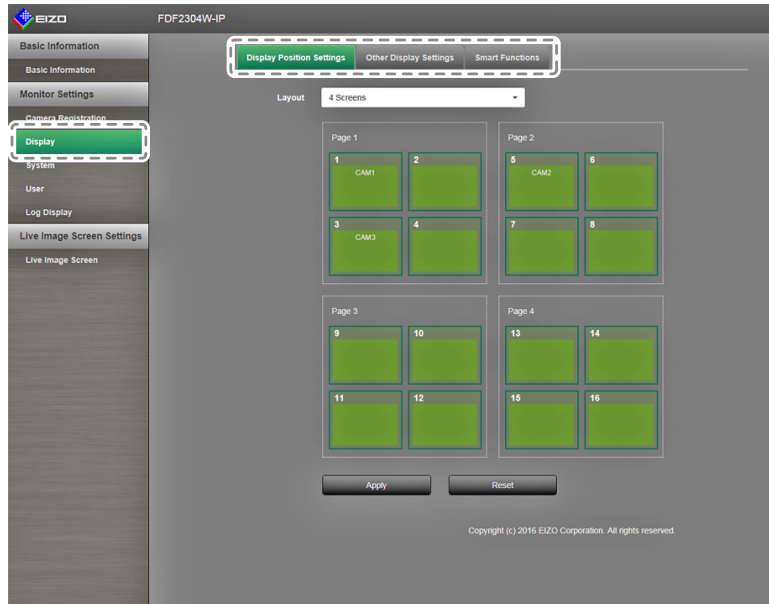 EIZO FDF2304W-IP
Basic Information
Basic Information
Monitor Settings
Camera Registration
Display
System
User
Log Display
Live Image Screen Settings
Live Image Screen
Display Position Settings Other Display Settings Smart Functions
Layout 4 Screens
Page 1
1 2
CAM1
3 4
CAM3
Page 2
5 6
CAM2
7 8
Page 3
9 10
11 12
Page 4
13 14
15 16
Apply Reset
Copyright (c) 2016 EIZO Corporation. All rights reserved.